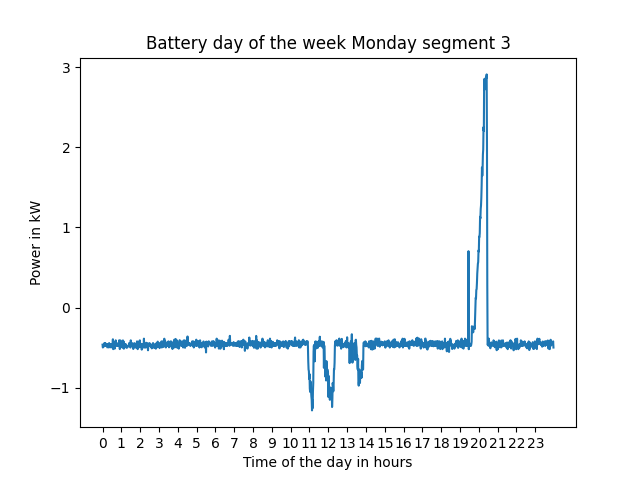 Battery day of the week Monday segment 3
Power in kW
3
2
1
0
−1
0 1 2 3 4 5 6 7 8 9 10 11 12 13 14 15 16 17 18 19 20 21 22 23
Time of the day in hours